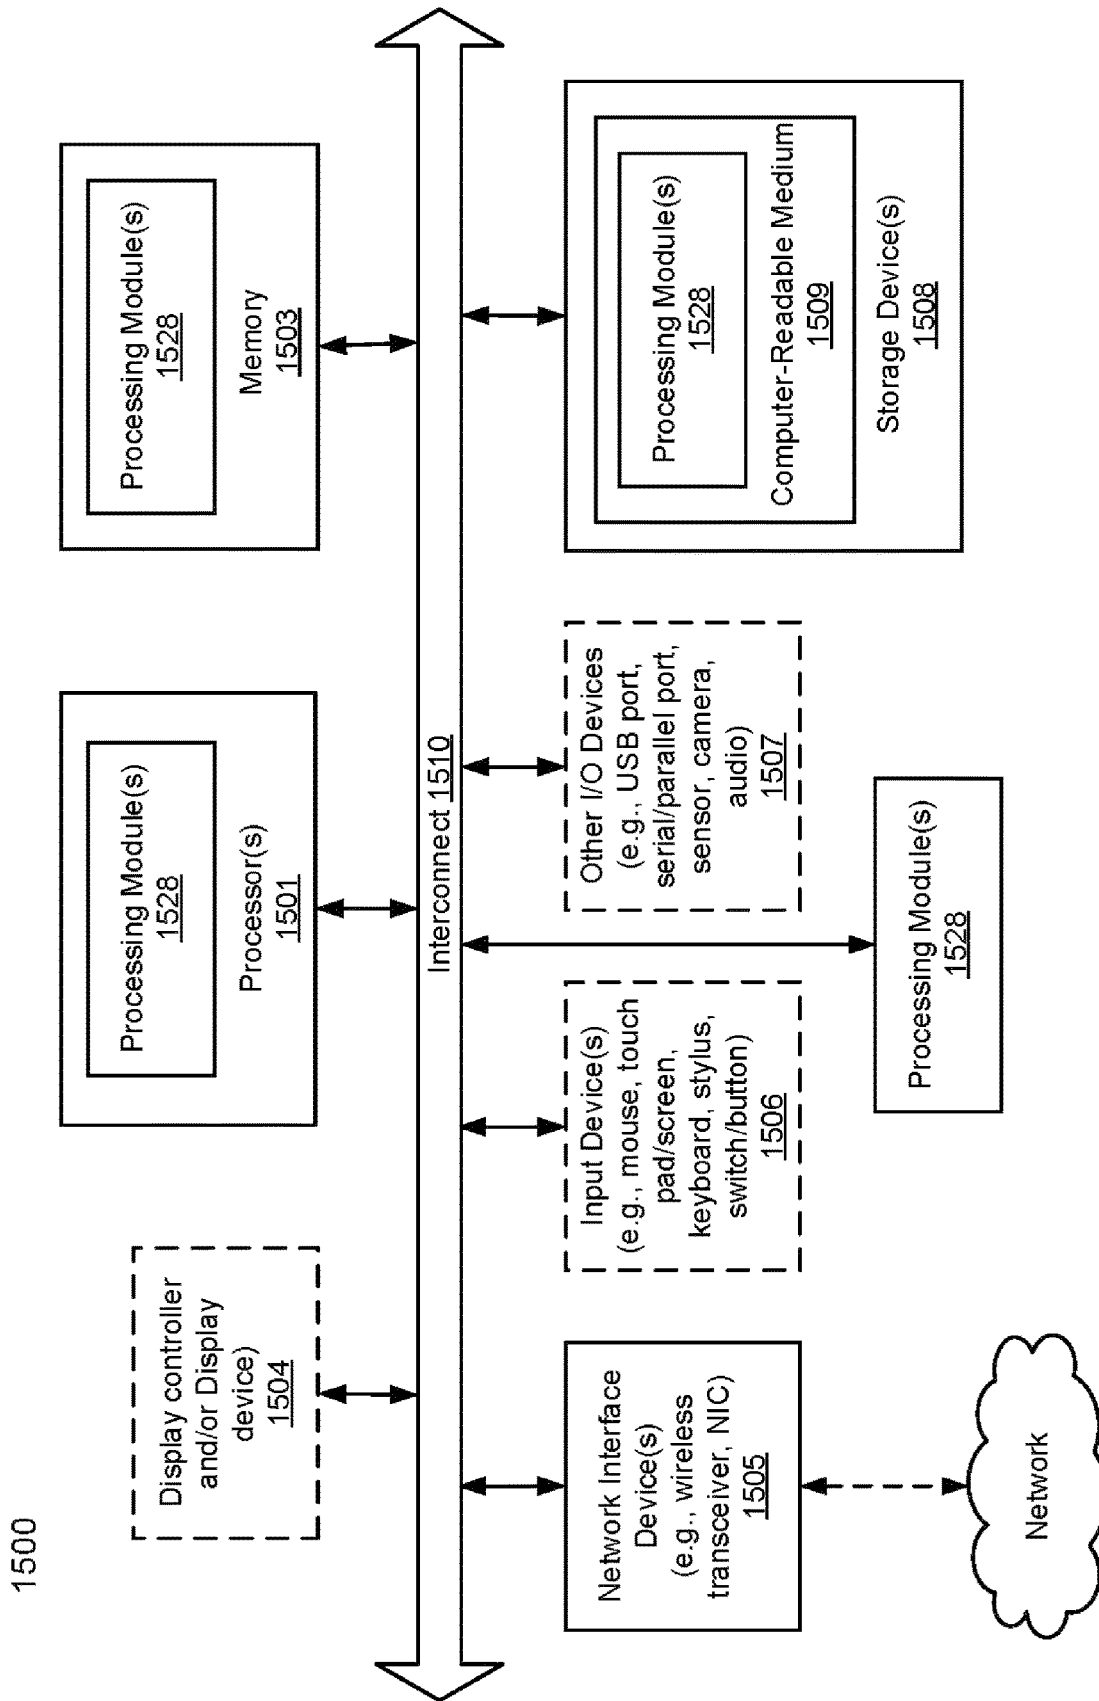 1500
Display controller
and/or Display
device)
1504
Processing Module(s)
1528
Processor(s)
1501
Processing Module(s)
1528
Memory
1503
Interconnect 1510
Network Interface
Device(s)
(e.g., wireless
transceiver, NIC)
1505
Input Device(s)
(e.g., mouse, touch
pad/screen,
keyboard, stylus,
switch/button)
1506
Other I/O Devices
(e.g., USB port,
serial/parallel port,
sensor, camera,
audio)
1507
Processing Module(s)
1528
Computer-Readable Medium
1509
Storage Device(s)
1508
Processing Module(s)
1528
Network